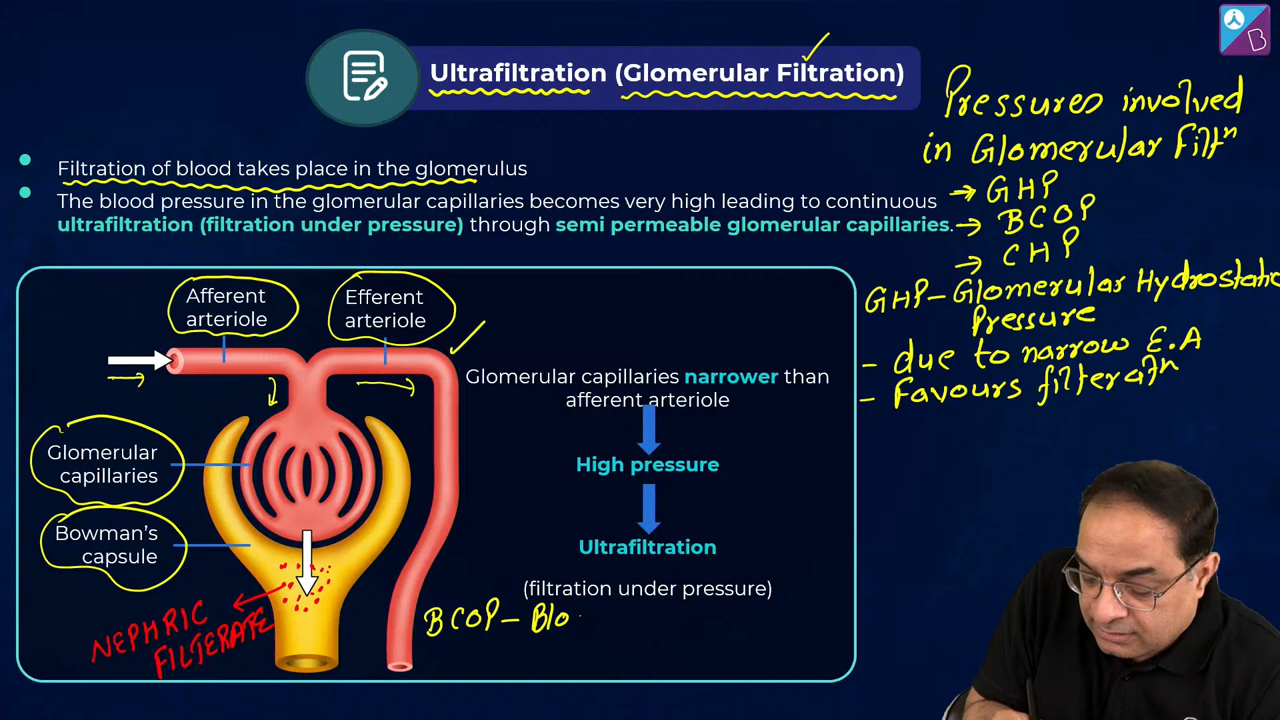 Ultrafiltration (Glomerular Filtration)
Filtration of blood takes place in the glomerulus
The blood pressure in the glomerular capillaries becomes very high leading to continuous
ultrafiltration (filtration under pressure) through semi permeable glomerular capillaries.
Afferent
arteriole
Efferent
arteriole
Glomerular
capillaries
Bowman's
capsule
NEPHRIC
FILTERATE
Glomerular capillaries narrower than
afferent arteriole
High pressure
Ultrafiltration
(filtration under pressure)
BCOP - Blo
Pressures involved
in Glomerular Filtⁿ
→ GHP
→ BCOP
→ CHP
GHP - Glomerular Hydrostatic
Pressure
- due to narrow E.A
- Favours filteratⁿ
B